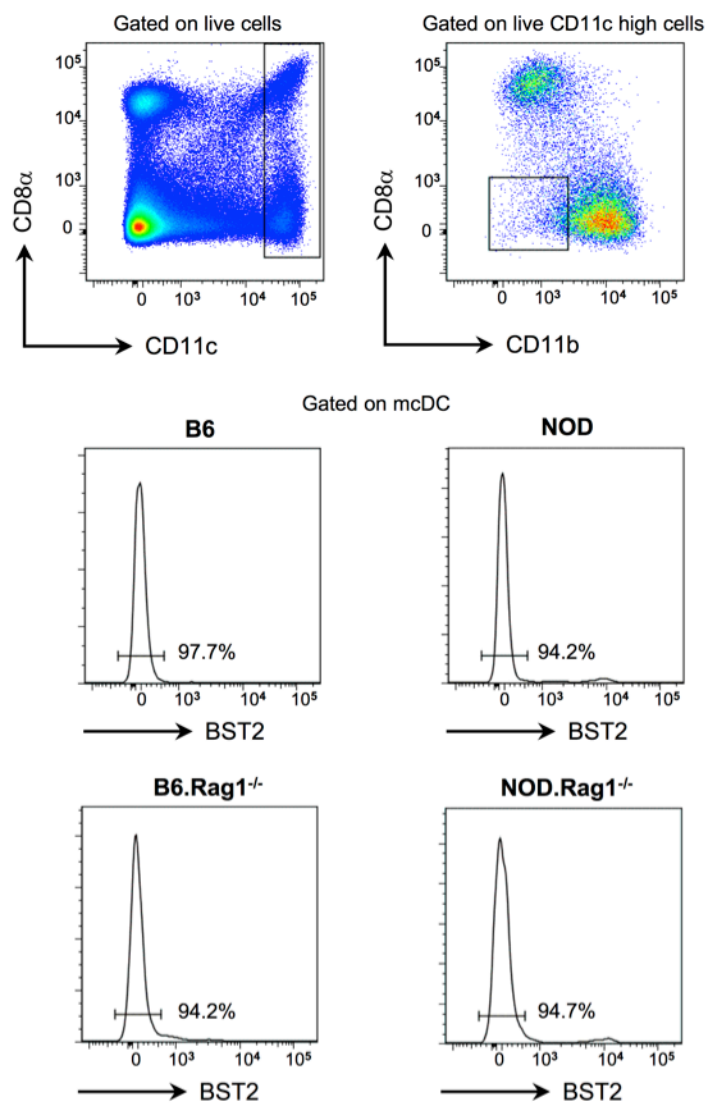 Gated on live cells
Gated on live CD11c high cells
10⁵
10⁴
10³
0
CD8α
0 10³ 10⁴ 10⁵
CD11c
10⁵
10⁴
10³
0
CD8α
0 10³ 10⁴ 10⁵
CD11b
Gated on mcDC
B6
NOD
97.7%
94.2%
0 10³ 10⁴ 10⁵
0 10³ 10⁴ 10⁵
BST2
BST2
B6.Rag1⁻/⁻
NOD.Rag1⁻/⁻
94.2%
94.7%
0 10³ 10⁴ 10⁵
0 10³ 10⁴ 10⁵
BST2
BST2